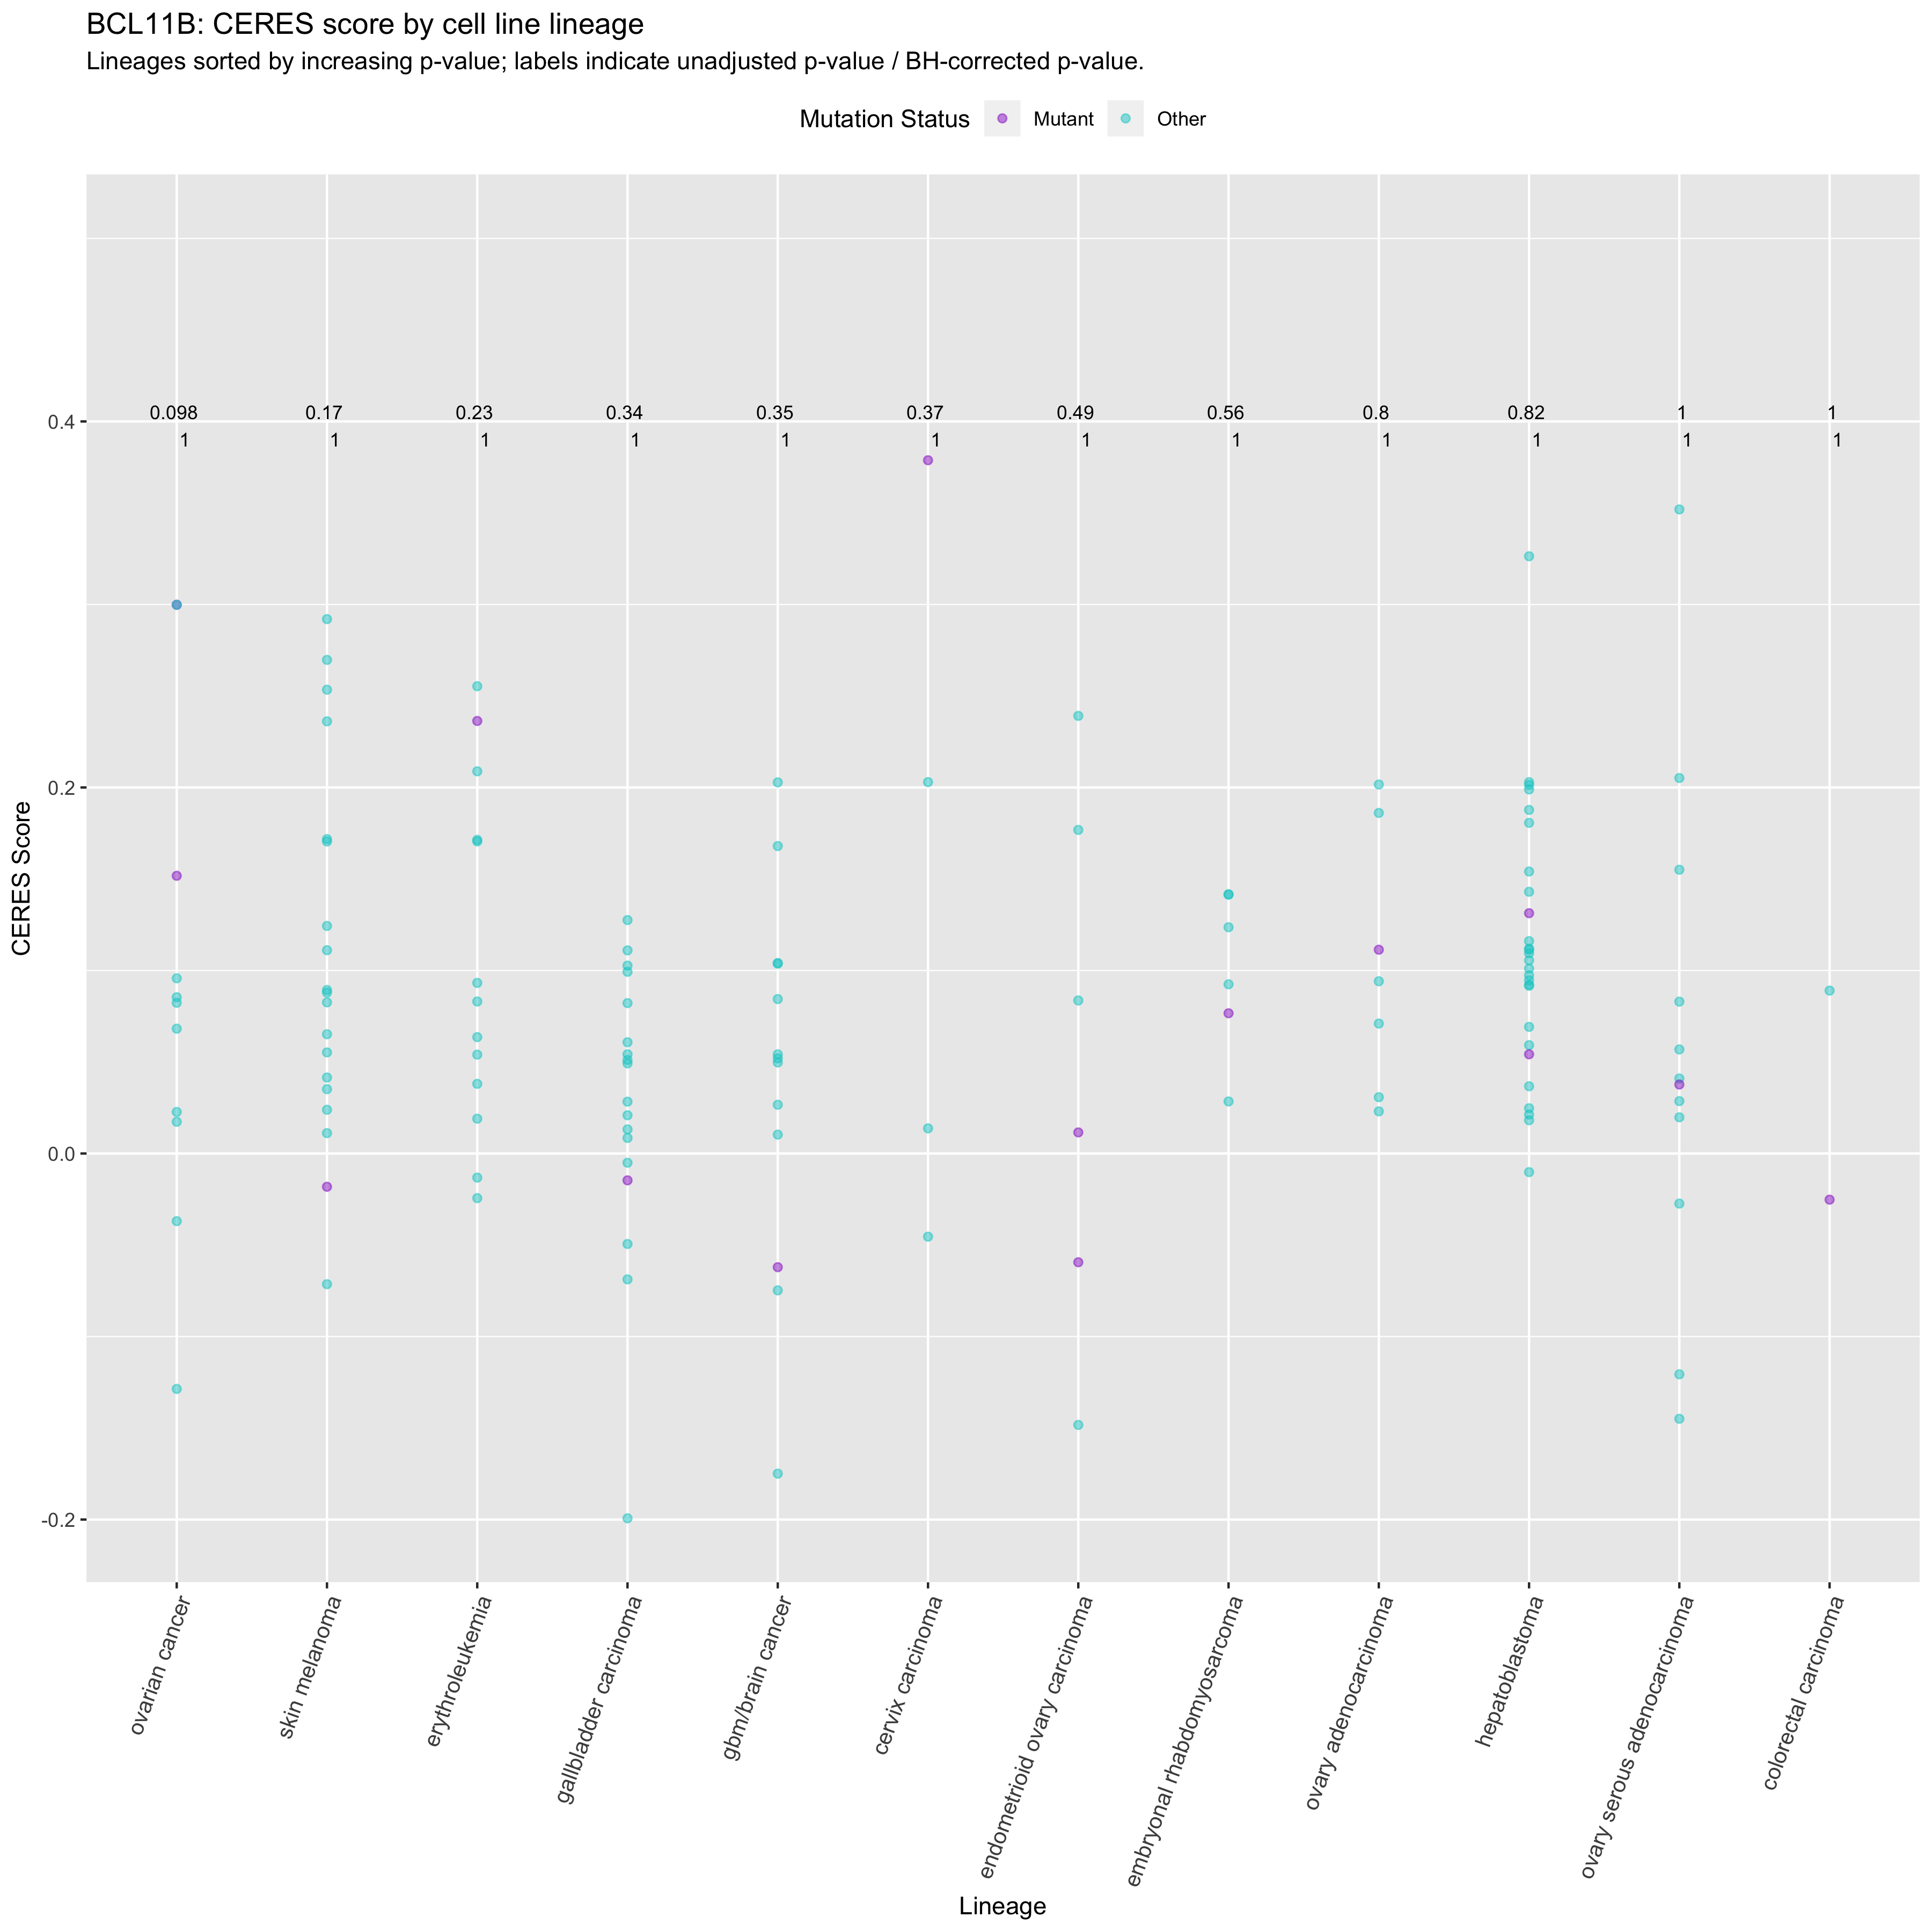 BCL11B: CERES score by cell line lineage
Lineages sorted by increasing p-value; labels indicate unadjusted p-value / BH-corrected p-value.
Mutation Status Mutant Other
0.098 0.17 0.23 0.34 0.35 0.37 0.49 0.56 0.8 0.82 1 1
1 1 1 1 1 1 1 1 1 1 1 1
0.4
0.2
0.0
-0.2
CERES Score
ovarian cancer
skin melanoma
erythroleukemia
gallbladder carcinoma
gbm/brain cancer
cervix carcinoma
endometrioid ovary carcinoma
embryonal rhabdomyosarcoma
ovary adenocarcinoma
hepatoblastoma
ovary serous adenocarcinoma
colorectal carcinoma
Lineage